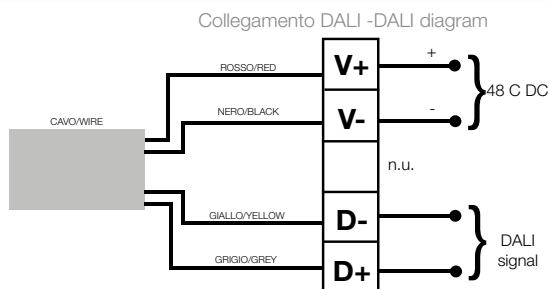 Collegamento DALI -DALI diagram
ROSSO/RED
V+
+
NERO/BLACK
V-
-
48 C DC
CAVO/WIRE
n.u.
GIALLO/YELLOW
D-
GRIGIO/GREY
D+
DALI
signal